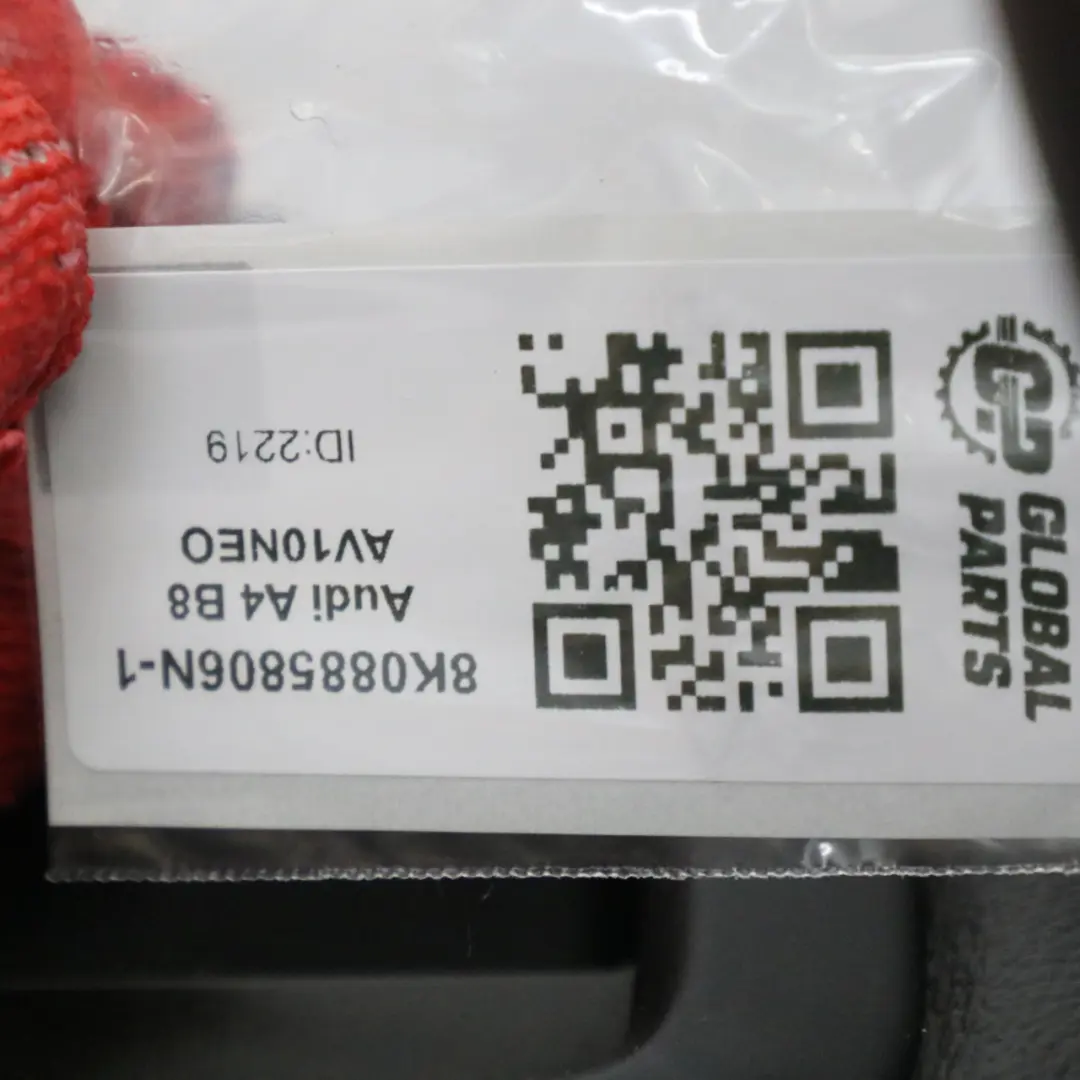 8K0885806N-1
Audi A4 B8
AV10NEO
ID:2219
GLOBAL
PARTS